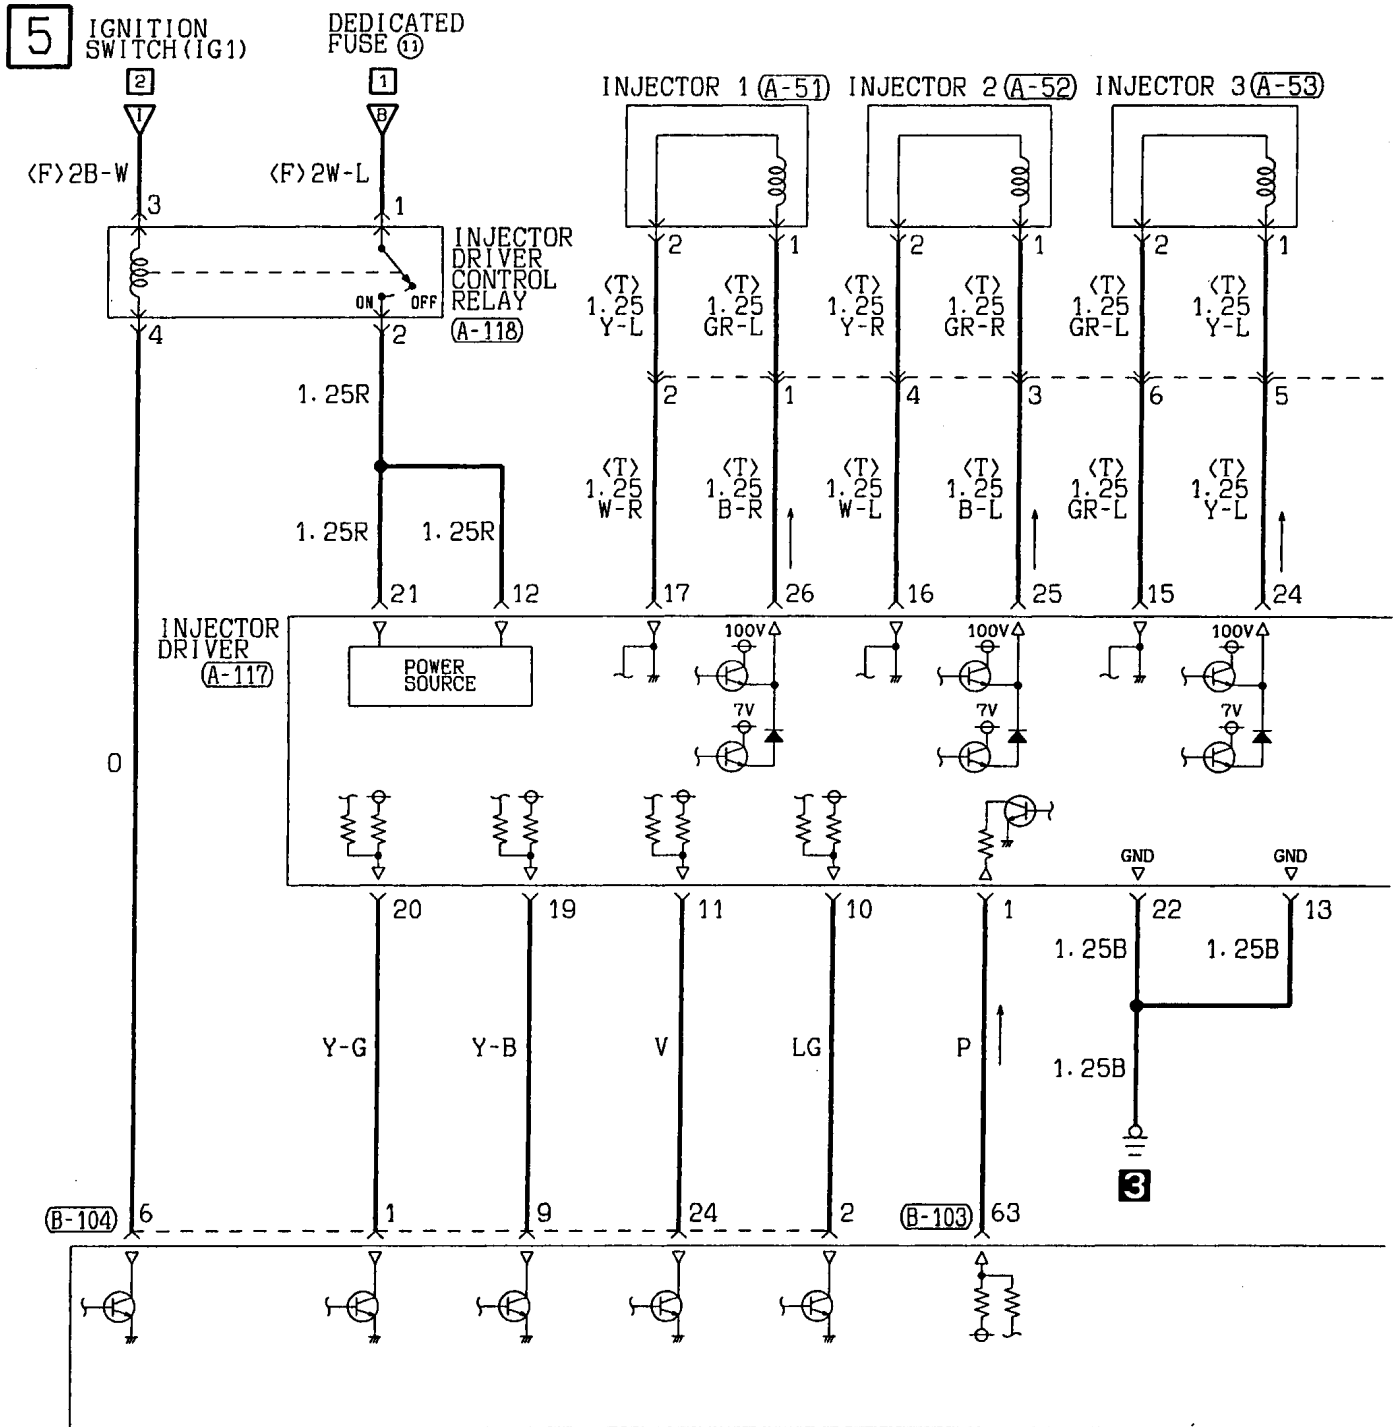 5
IGNITION
SWITCH(IG1)
DEDICATED
FUSE ⑪
2
1
I
B
INJECTOR 1 (A-51)
INJECTOR 2 (A-52)
INJECTOR 3 (A-53)
<F>2B-W
<F>2W-L
3
1
INJECTOR
DRIVER
CONTROL
RELAY
(A-118)
ON
OFF
4
2
2
1
2
1
2
1
<T>
1.25
Y-L
<T>
1.25
GR-L
<T>
1.25
Y-R
<T>
1.25
GR-R
<T>
1.25
GR-L
<T>
1.25
Y-L
1.25R
2
1
4
3
6
5
<T>
1.25
W-R
<T>
1.25
B-R
<T>
1.25
W-L
<T>
1.25
B-L
<T>
1.25
GR-L
<T>
1.25
Y-L
1.25R
1.25R
21
12
17
26
16
25
15
24
INJECTOR
DRIVER
(A-117)
POWER
SOURCE
100V
100V
100V
7V
7V
7V
O
GND
GND
20
19
11
10
1
22
13
1.25B
1.25B
Y-G
Y-B
V
LG
P
1.25B
3
(B-104)
6
1
9
24
2
(B-103)
63